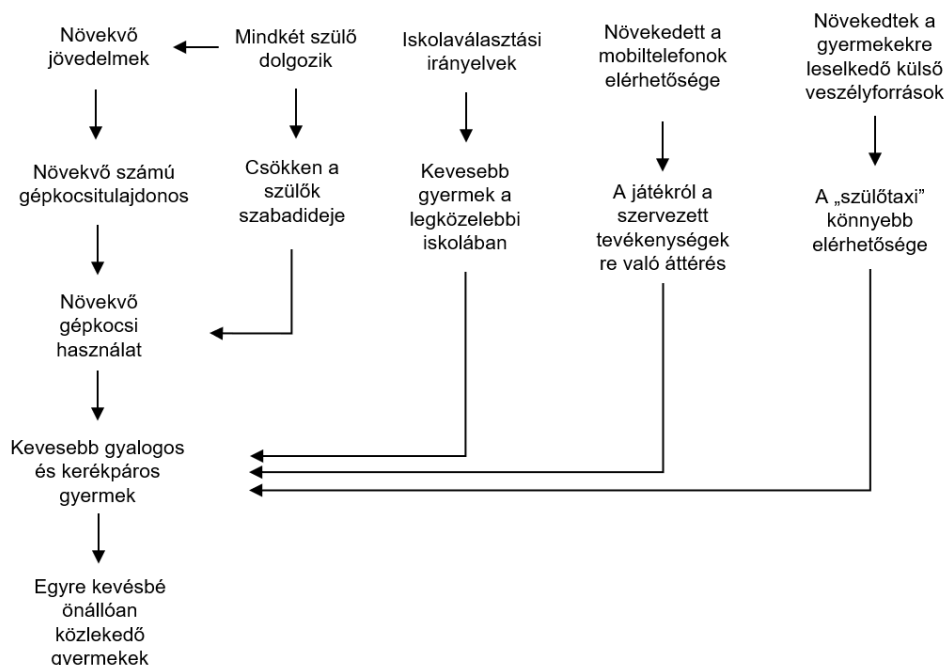 Növekvő
jövedelmek
Mindkét szülő
dolgozik
Iskolaválasztási
irányelvek
Növekedett a
mobiltelefonok
elérhetősége
Növekedtek a
gyermekekre
leselkedő külső
veszélyforrások
Növekvő számú
gépkocsitulajdonos
Csökken a
szülők
szabadideje
Kevesebb
gyermek a
legközelebbi
iskolában
A játékról a
szervezett
tevékenységek
re való áttérés
A „szülőtaxi”
könnyebb
elérhetősége
Növekvő
gépkocsi
használat
Kevesebb gyalogos
és kerékpáros
gyermek
Egyre kevésbé
önállóan
közlekedő
gyermekek